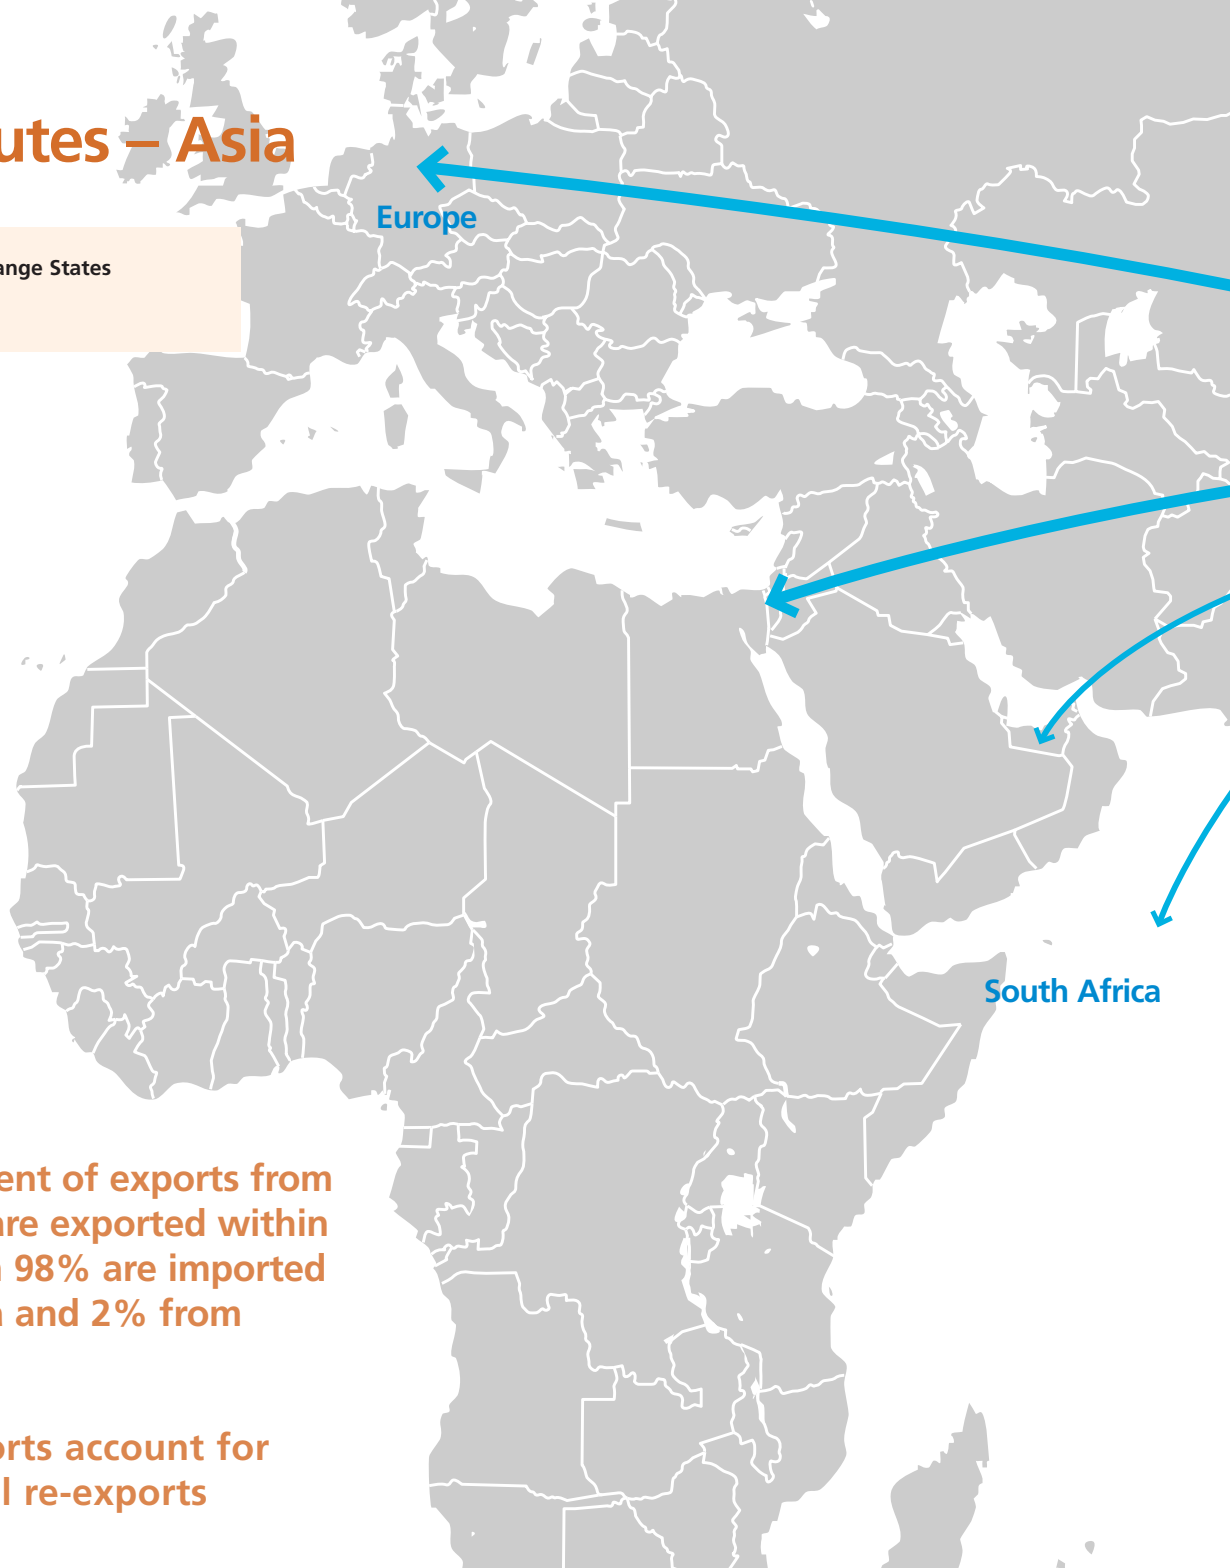 utes – Asia
Europe
ange States
South Africa
ent of exports from
are exported within
98% are imported
and 2% from
orts account for
l re-exports